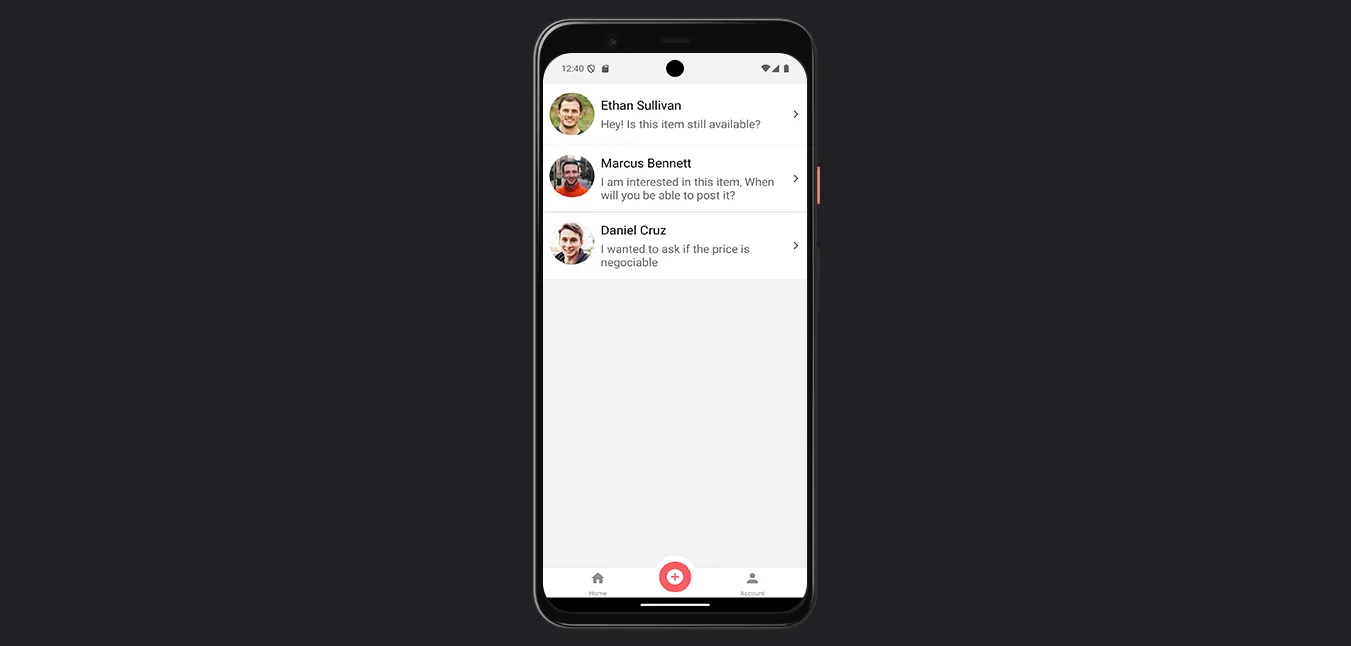 12:40
Ethan Sullivan
Hey! Is this item still available?
Marcus Bennett
I am interested in this item, When
will you be able to post it?
Daniel Cruz
I wanted to ask if the price is
negociable
Home
Account